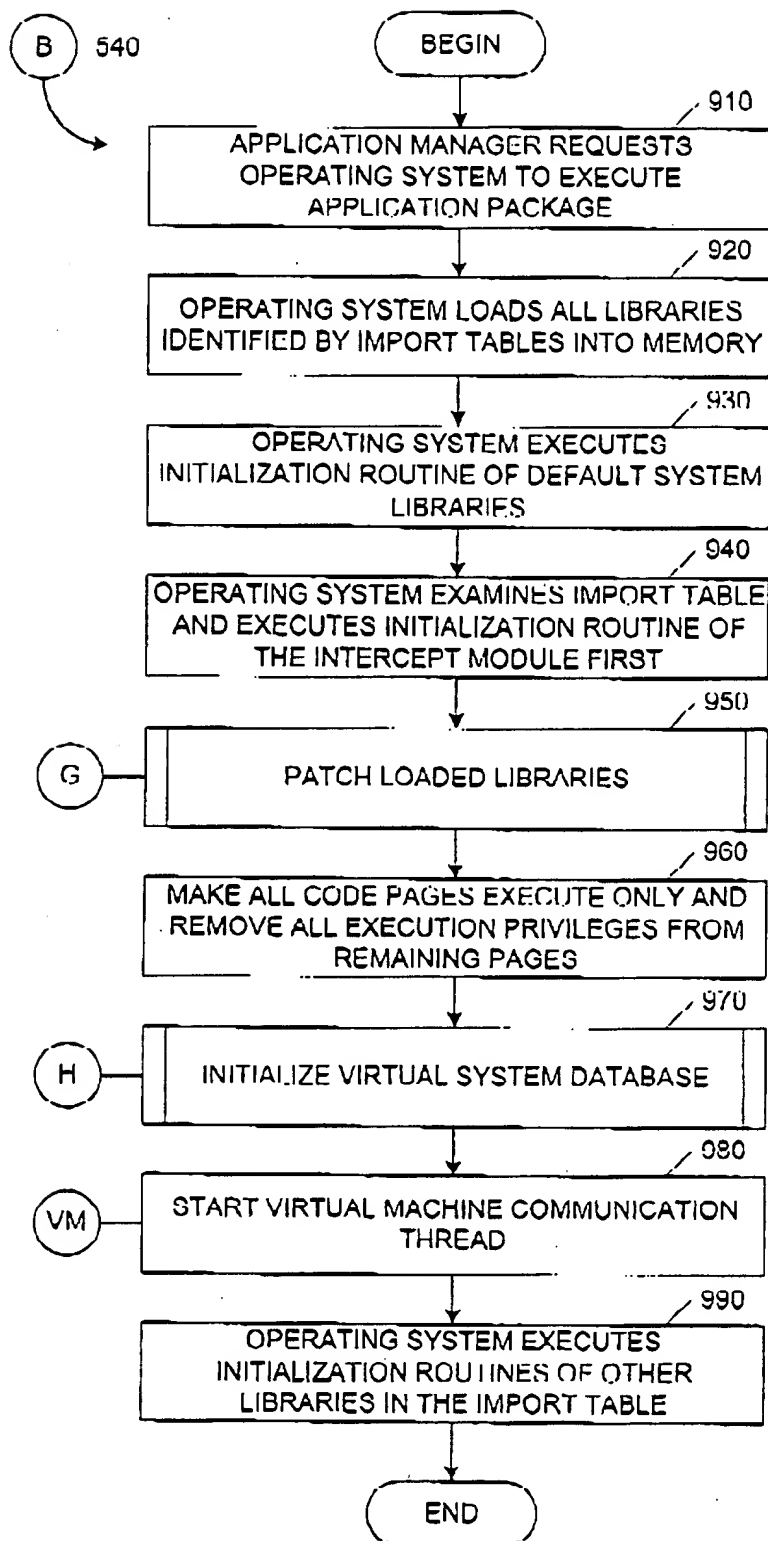 B 540
BEGIN
910
APPLICATION MANAGER REQUESTS
OPERATING SYSTEM TO EXECUTE
APPLICATION PACKAGE
920
OPERATING SYSTEM LOADS ALL LIBRARIES
IDENTIFIED BY IMPORT TABLES INTO MEMORY
930
OPERATING SYSTEM EXECUTES
INITIALIZATION ROUTINE OF DEFAULT SYSTEM
LIBRARIES
940
OPERATING SYSTEM EXAMINES IMPORT TABLE
AND EXECUTES INITIALIZATION ROUTINE OF
THE INTERCEPT MODULE FIRST
950
G
PATCH LOADED LIBRARIES
960
MAKE ALL CODE PAGES EXECUTE ONLY AND
REMOVE ALL EXECUTION PRIVILEGES FROM
REMAINING PAGES
970
H
INITIALIZE VIRTUAL SYSTEM DATABASE
980
VM
START VIRTUAL MACHINE COMMUNICATION
THREAD
990
OPERATING SYSTEM EXECUTES
INITIALIZATION ROUTINES OF OTHER
LIBRARIES IN THE IMPORT TABLE
END